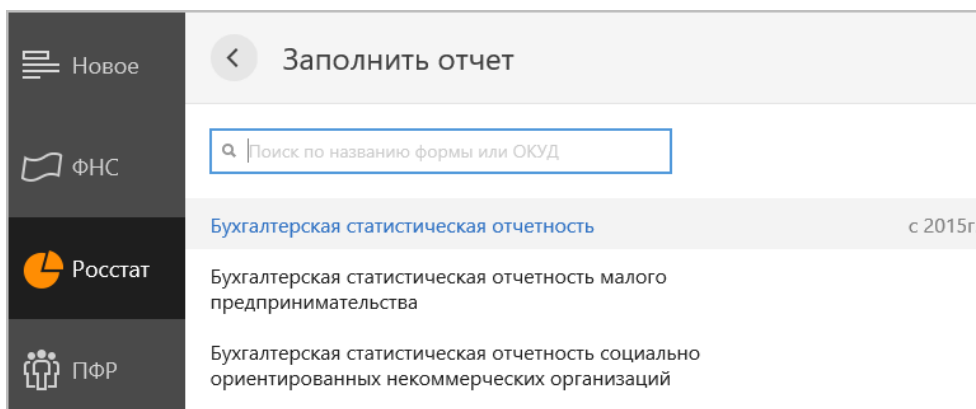 Новое
ФНС
Росстат
ПФР
Заполнить отчет
Поиск по названию формы или ОКУД
Бухгалтерская статистическая отчетность
с 2015г
Бухгалтерская статистическая отчетность малого
предпринимательства
Бухгалтерская статистическая отчетность социально
ориентированных некоммерческих организаций